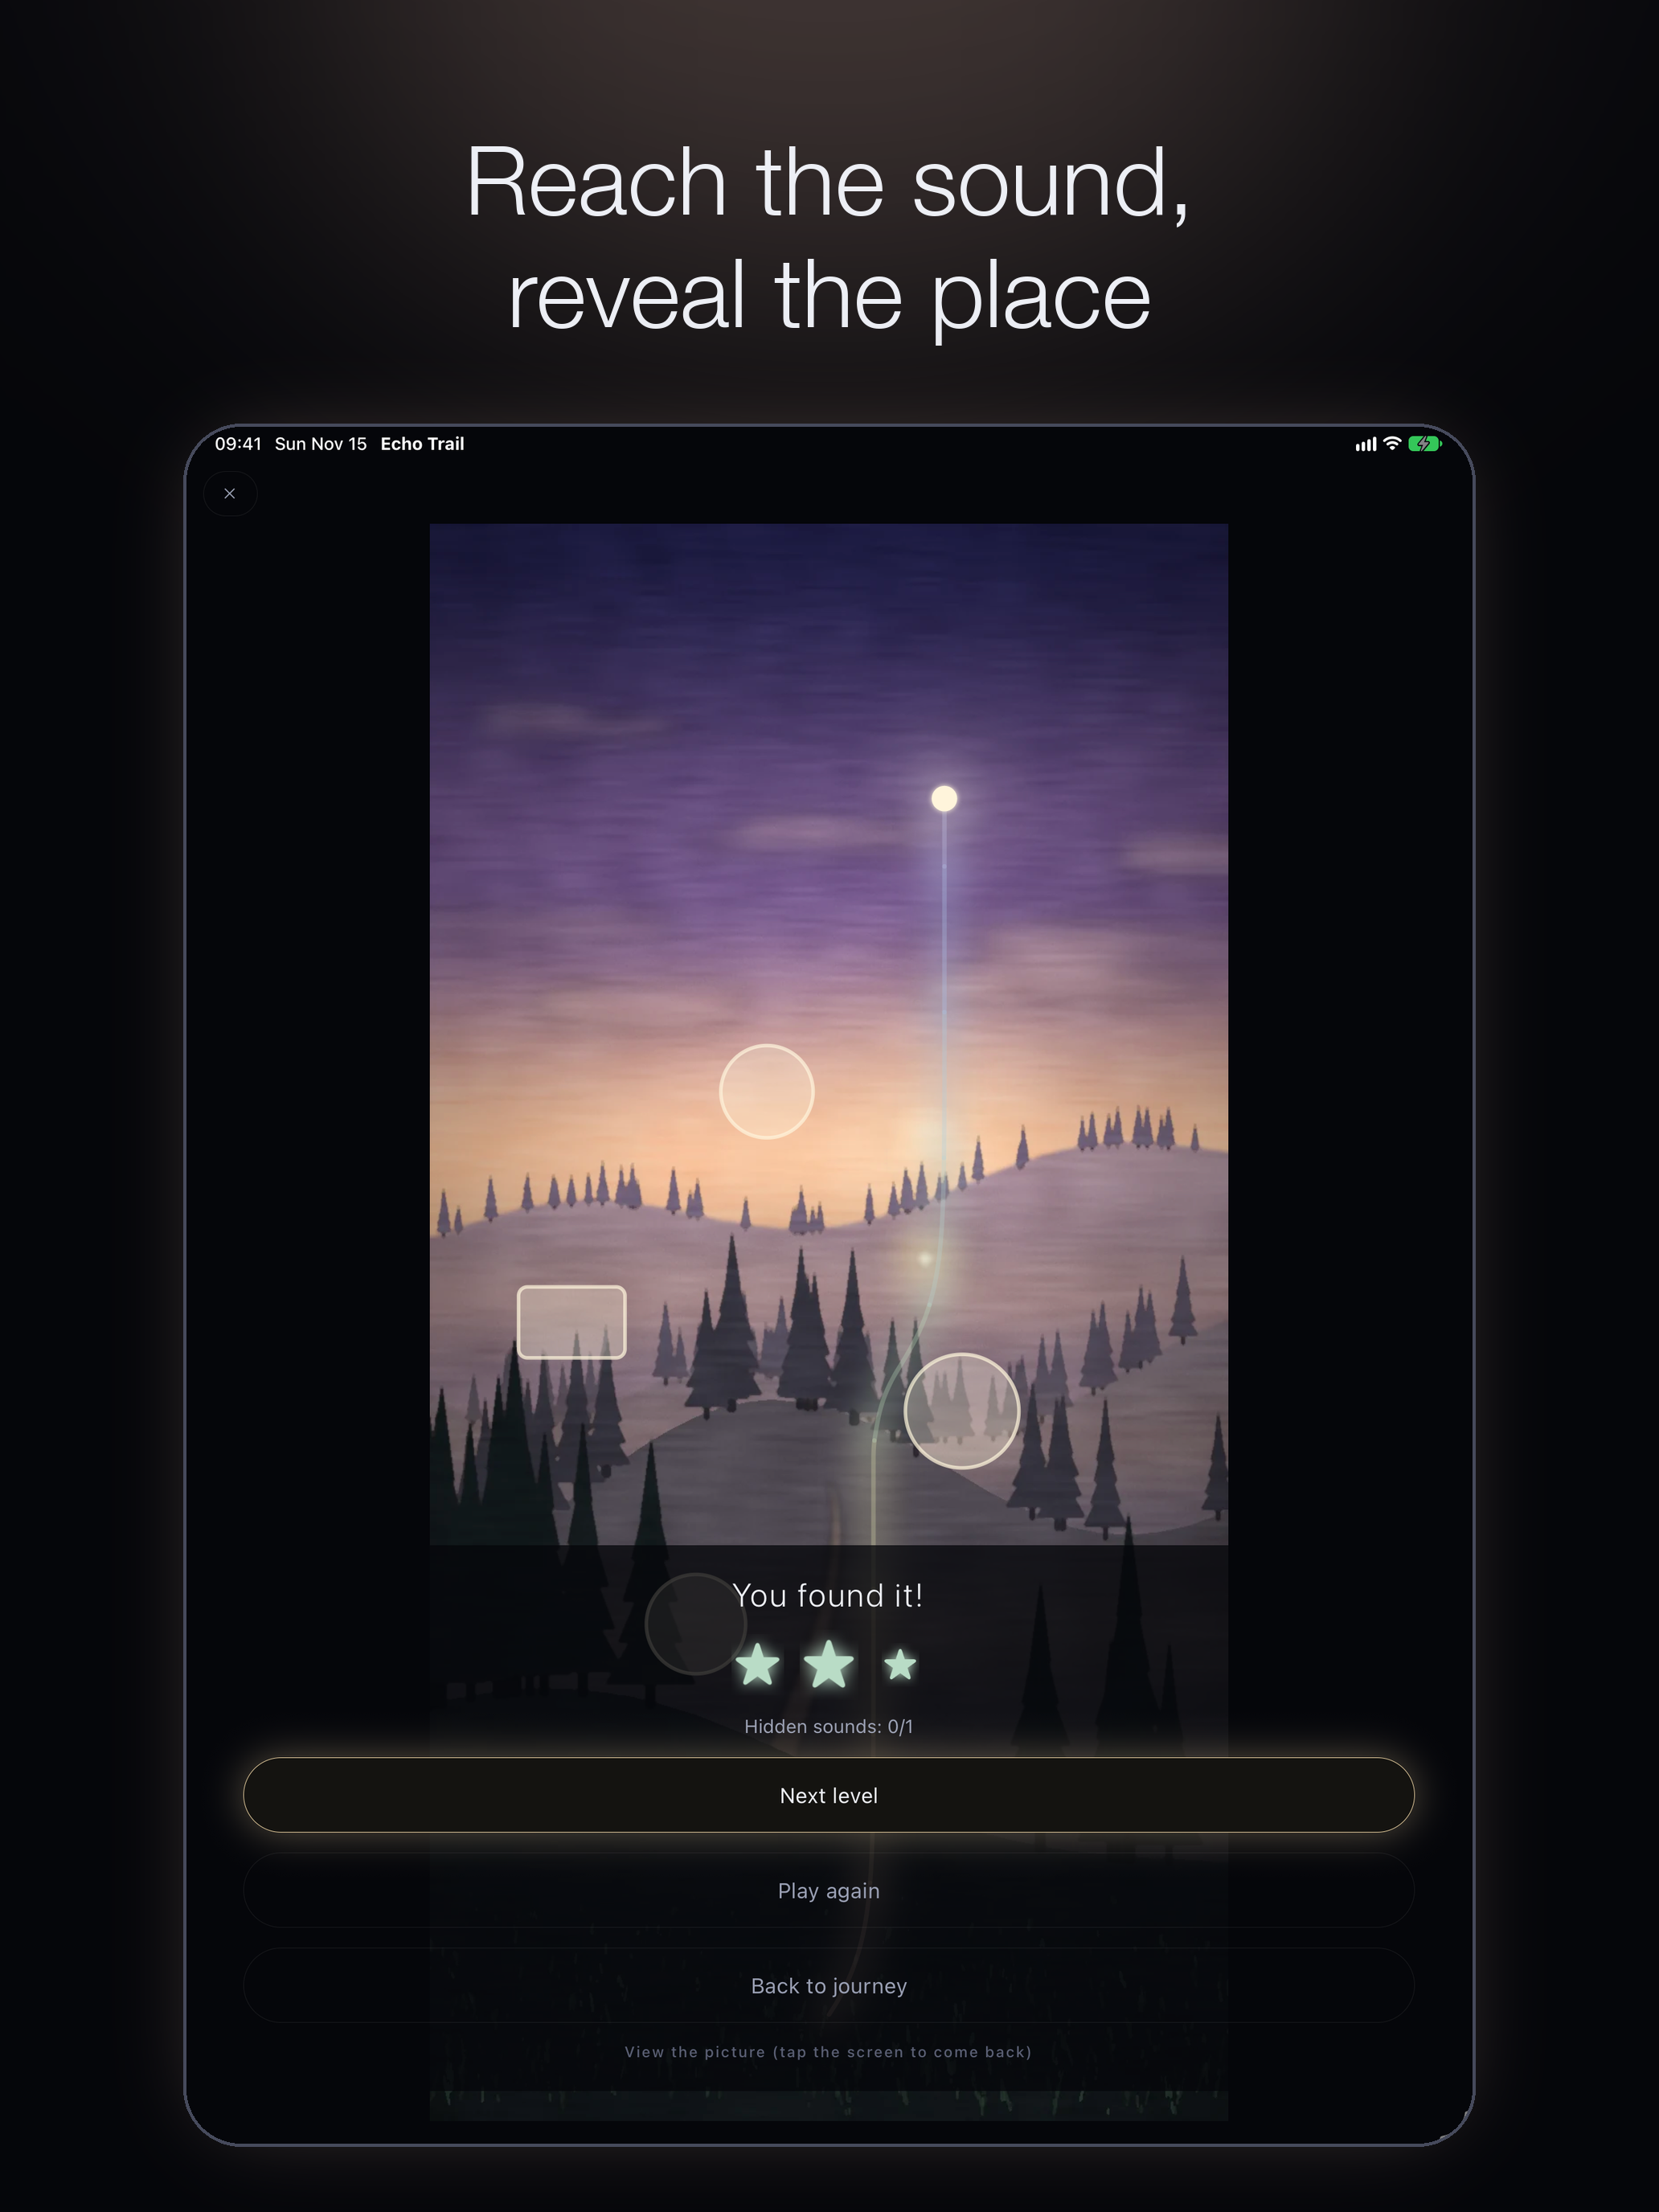 Reach the sound,
reveal the place
09:41 Sun Nov 15 Echo Trail
You found it!
Hidden sounds: 0/1
Next level
Play again
Back to journey
View the picture (tap the screen to come back)